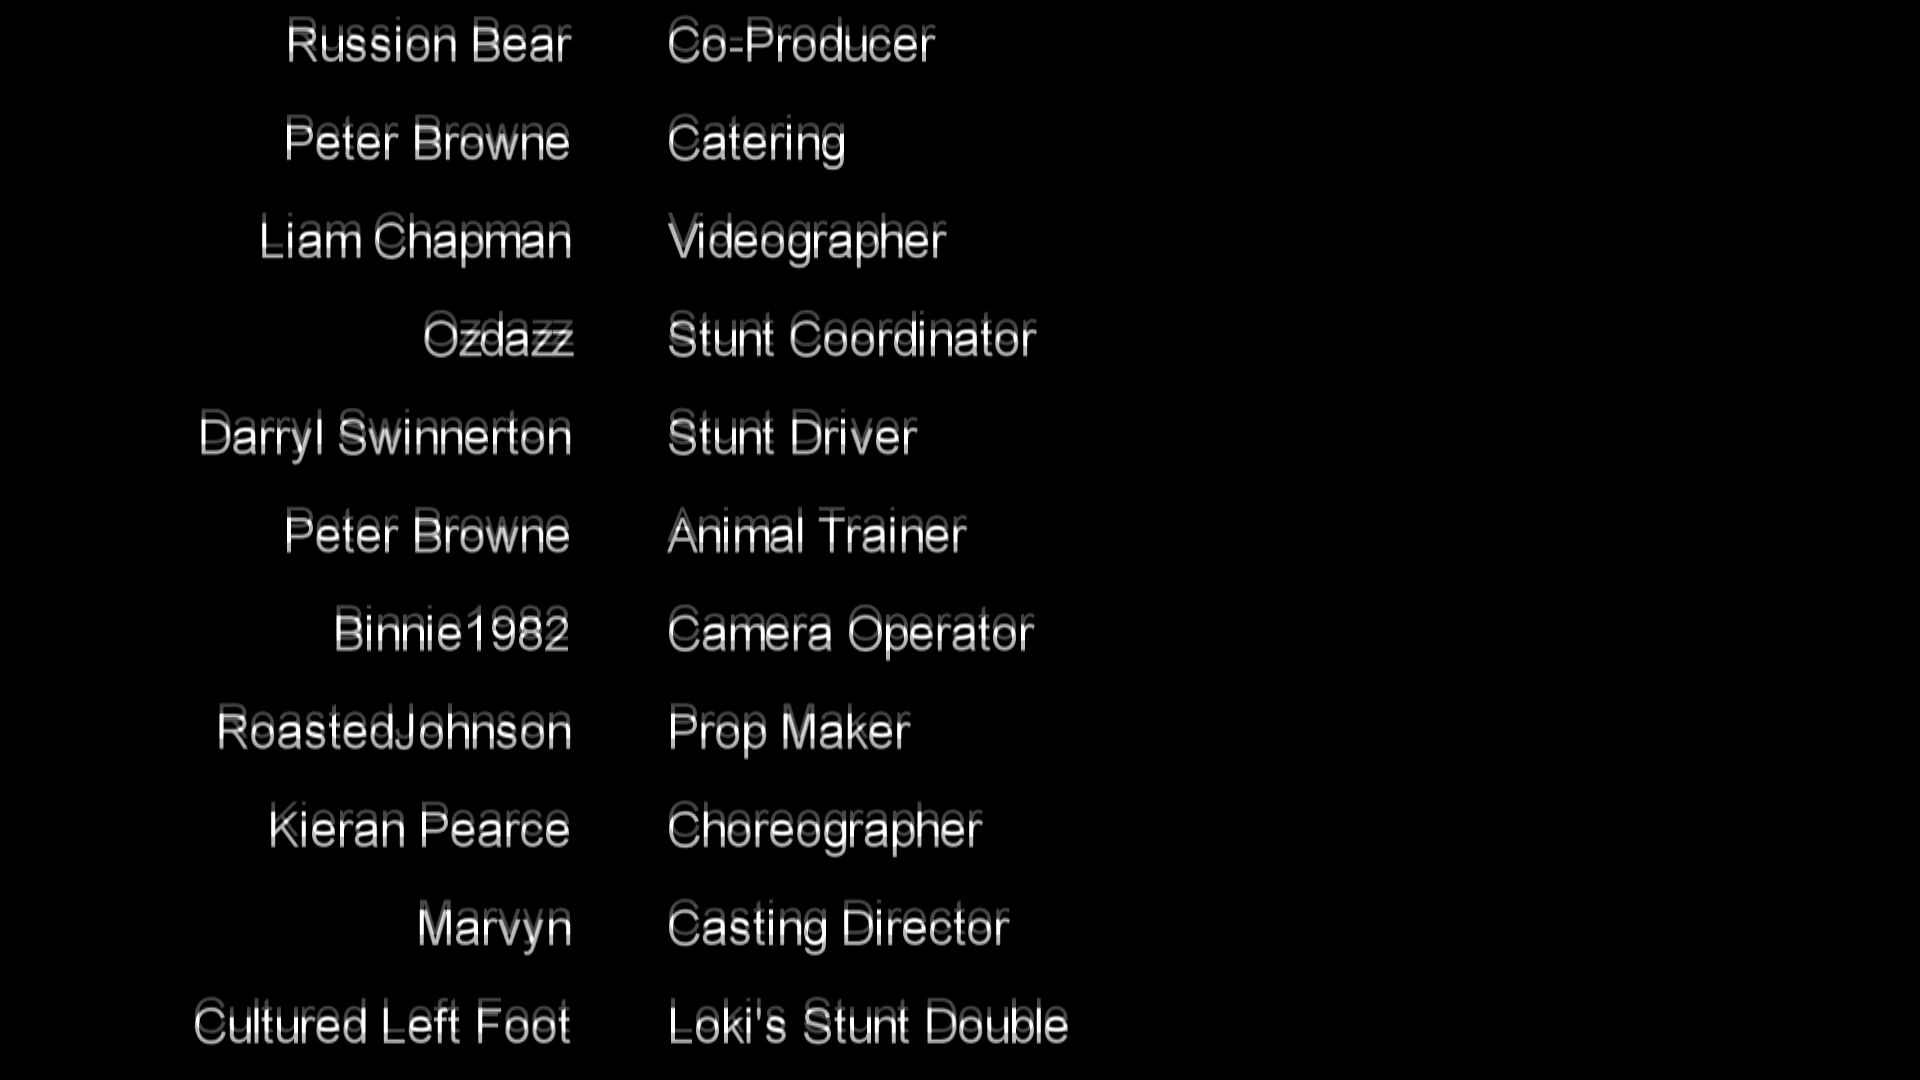 Russion Bear Co-Producer
Peter Browne Catering
Liam Chapman Videographer
Ozdazz Stunt Coordinator
Darryl Swinnerton Stunt Driver
Peter Browne Animal Trainer
Binnie1982 Camera Operator
RoastedJohnson Prop Maker
Kieran Pearce Choreographer
Marvyn Casting Director
Cultured Left Foot Loki's Stunt Double